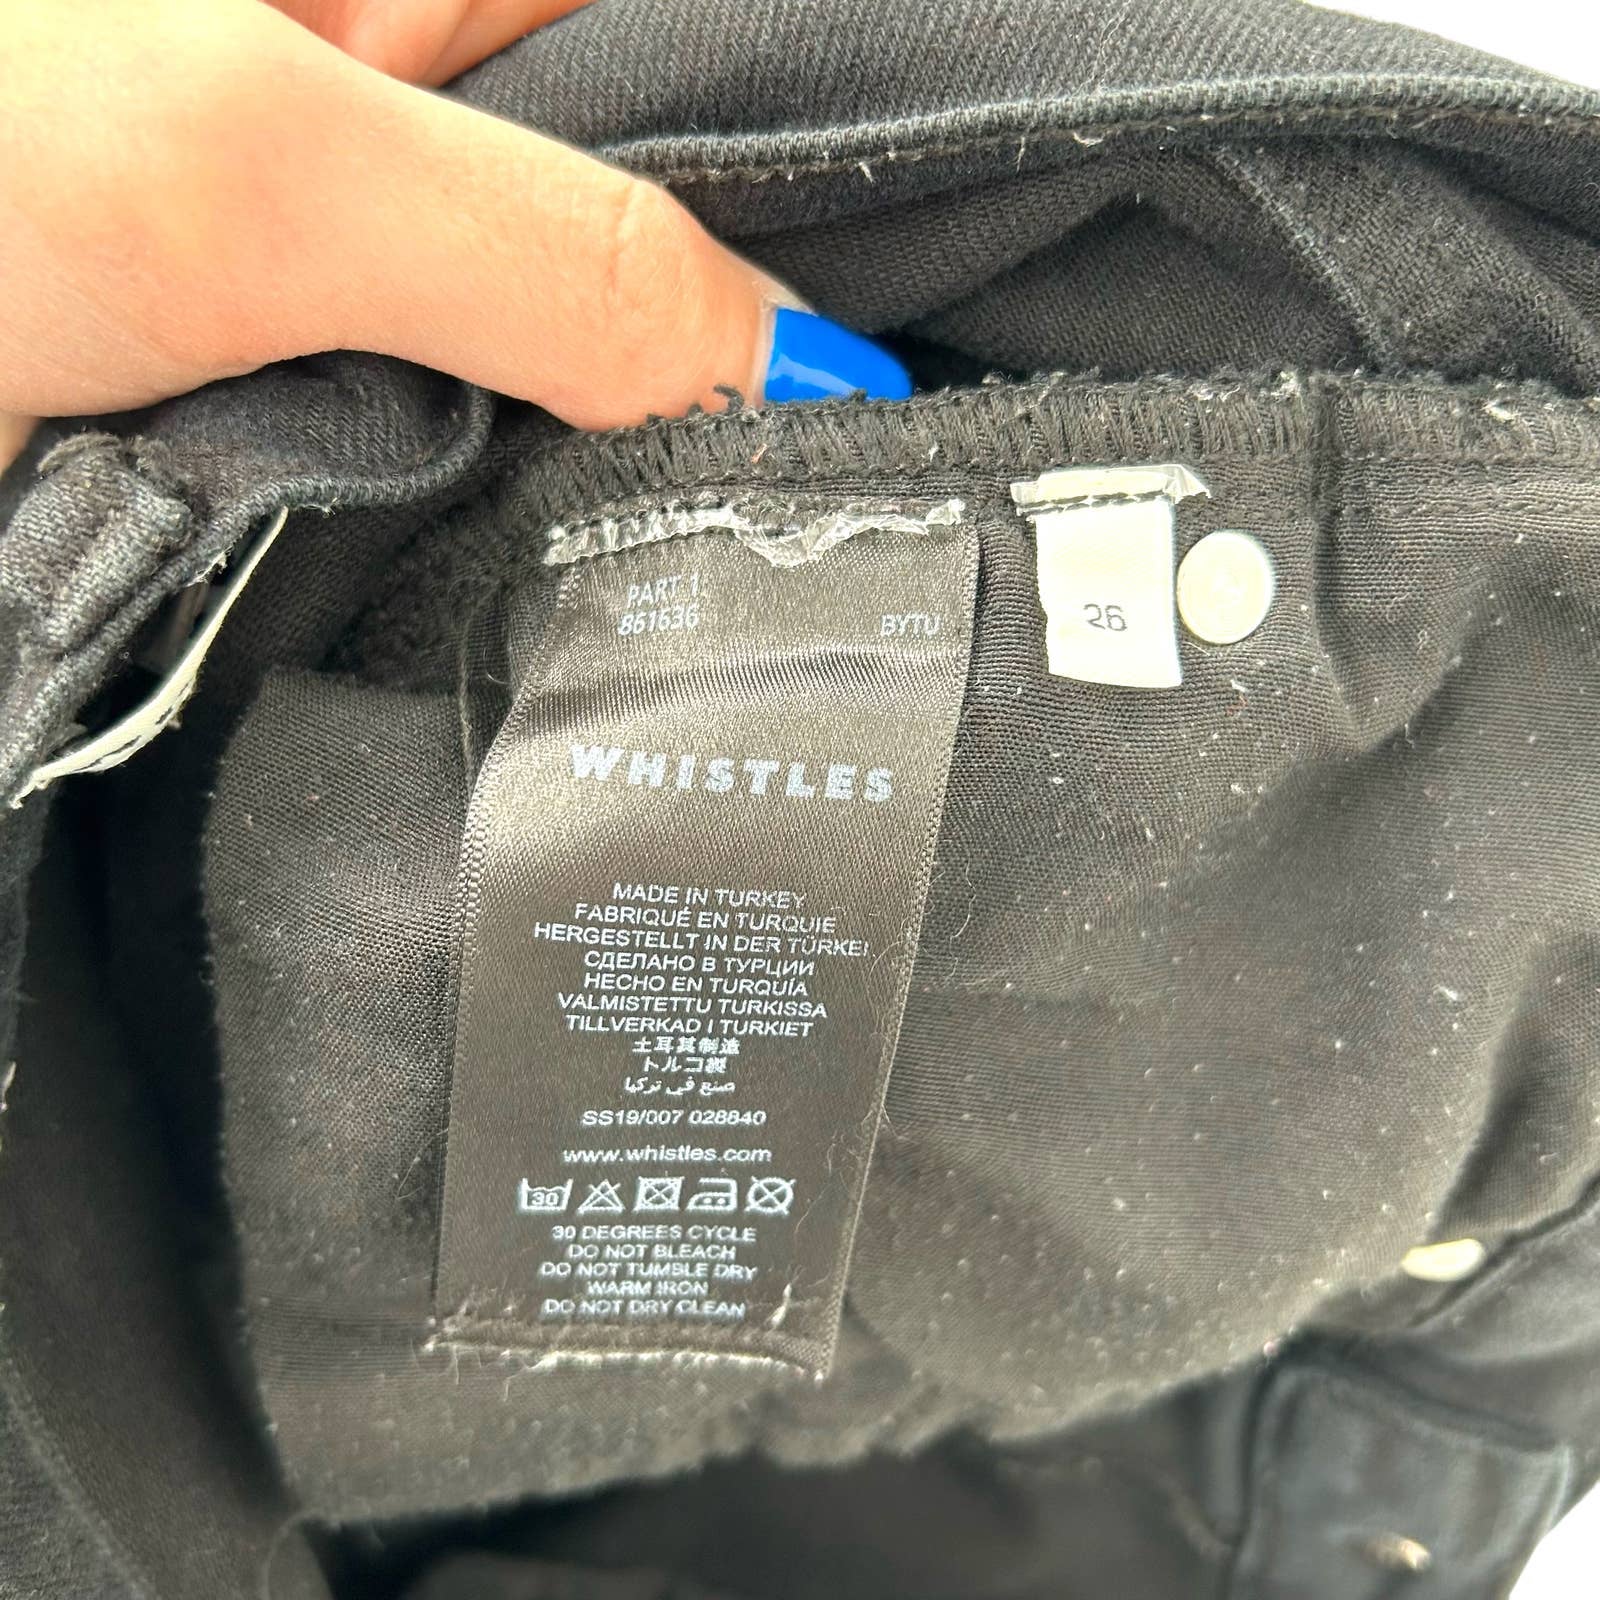 PART 1
861636
BYTU
26
WHISTLES
MADE IN TURKEY
FABRIQUÉ EN TURQUIE
HERGESTELLT IN DER TÜRKEI
СДЕЛАНО В ТУРЦИИ
HECHO EN TURQUÍA
VALMISTETTU TURKISSA
TILLVERKAD I TURKIET
土耳其制造
トルコ製
صنع في تركيا
SS19/007 028840
www.whistles.com
30
30 DEGREES CYCLE
DO NOT BLEACH
DO NOT TUMBLE DRY
WARM IRON
DO NOT DRY CLEAN